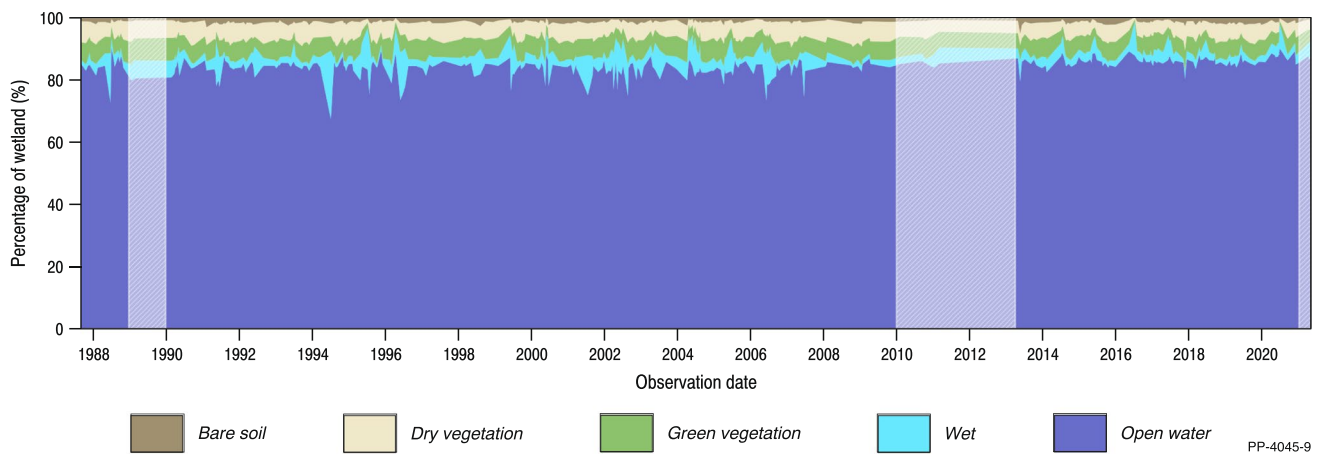 Percentage of wetland (%)
100
80
60
40
20
0
1988 1990 1992 1994 1996 1998 2000 2002 2004 2006 2008 2010 2012 2014 2016 2018 2020
Observation date
Bare soil Dry vegetation Green vegetation Wet Open water
PP-4045-9